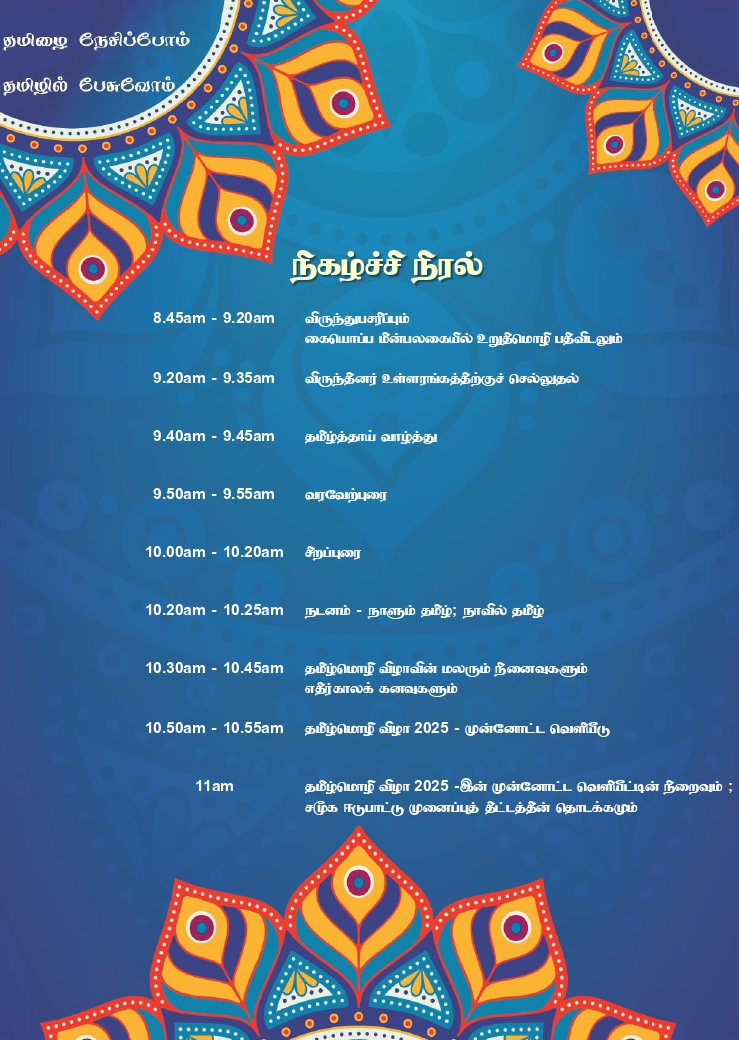 தமிழை நேசிப்போம்
தமிழில் பேசுவோம்
நிகழ்ச்சி நிரல்
8.45am - 9.20am விருந்துபசரிப்பும்
கையொப்ப மின்பலகையில் உறுதிமொழி பதிவிடலும்
9.20am - 9.35am விருந்தினர் உள்ளரங்கத்திற்குச் செல்லுதல்
9.40am - 9.45am தமிழ்த்தாய் வாழ்த்து
9.50am - 9.55am வரவேற்புரை
10.00am - 10.20am சிறப்புரை
10.20am - 10.25am நடனம் - நாளும் தமிழ்; நாவில் தமிழ்
10.30am - 10.45am தமிழ்மொழி விழாவின் மலரும் நினைவுகளும்
எதிர்காலக் கனவுகளும்
10.50am - 10.55am தமிழ்மொழி விழா 2025 - முன்னோட்ட வெளியீடு
11am தமிழ்மொழி விழா 2025 -இன் முன்னோட்ட வெளியீட்டின் நிறைவும் ;
சமூக ஈடுபாட்டு முனைப்புத் திட்டத்தின் தொடக்கமும்